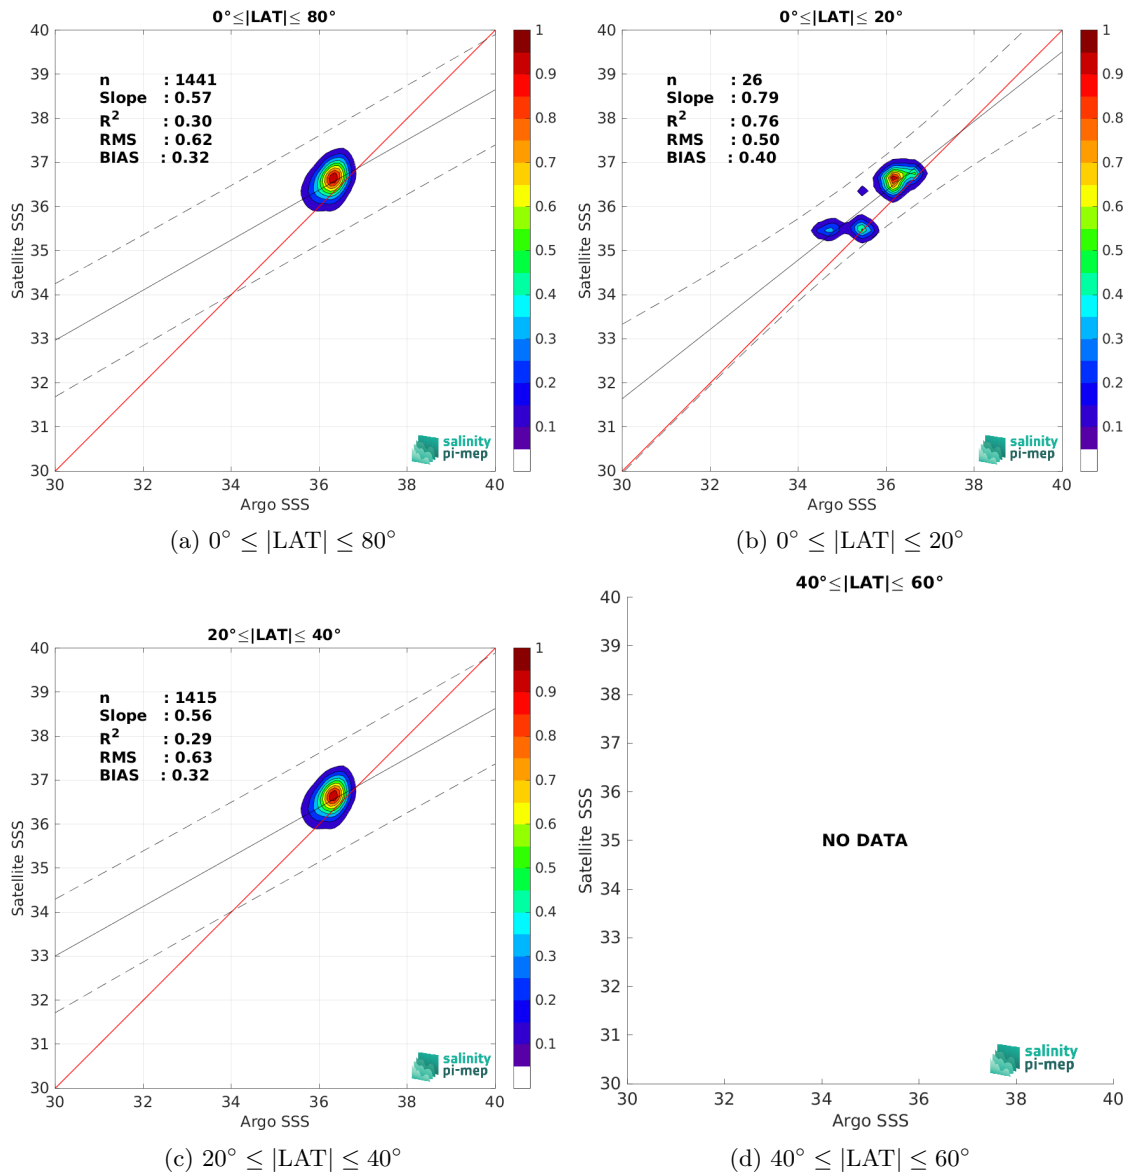 0°≤|LAT|≤ 80°
n : 1441
Slope : 0.57
R² : 0.30
RMS : 0.62
BIAS : 0.32
40
39
38
37
36
35
34
33
32
31
30
Satellite SSS
30 32 34 36 38 40
Argo SSS
1
0.9
0.8
0.7
0.6
0.5
0.4
0.3
0.2
0.1
salinity
pi-mep
(a) 0° ≤ |LAT| ≤ 80°
0°≤|LAT|≤ 20°
n : 26
Slope : 0.79
R² : 0.76
RMS : 0.50
BIAS : 0.40
40
39
38
37
36
35
34
33
32
31
30
Satellite SSS
30 32 34 36 38 40
Argo SSS
1
0.9
0.8
0.7
0.6
0.5
0.4
0.3
0.2
0.1
salinity
pi-mep
(b) 0° ≤ |LAT| ≤ 20°
20°≤|LAT|≤ 40°
n : 1415
Slope : 0.56
R² : 0.29
RMS : 0.63
BIAS : 0.32
40
39
38
37
36
35
34
33
32
31
30
Satellite SSS
30 32 34 36 38 40
Argo SSS
1
0.9
0.8
0.7
0.6
0.5
0.4
0.3
0.2
0.1
salinity
pi-mep
(c) 20° ≤ |LAT| ≤ 40°
40°≤|LAT|≤ 60°
40
39
38
37
36
35
34
33
32
31
30
Satellite SSS
NO DATA
30 32 34 36 38 40
Argo SSS
salinity
pi-mep
(d) 40° ≤ |LAT| ≤ 60°